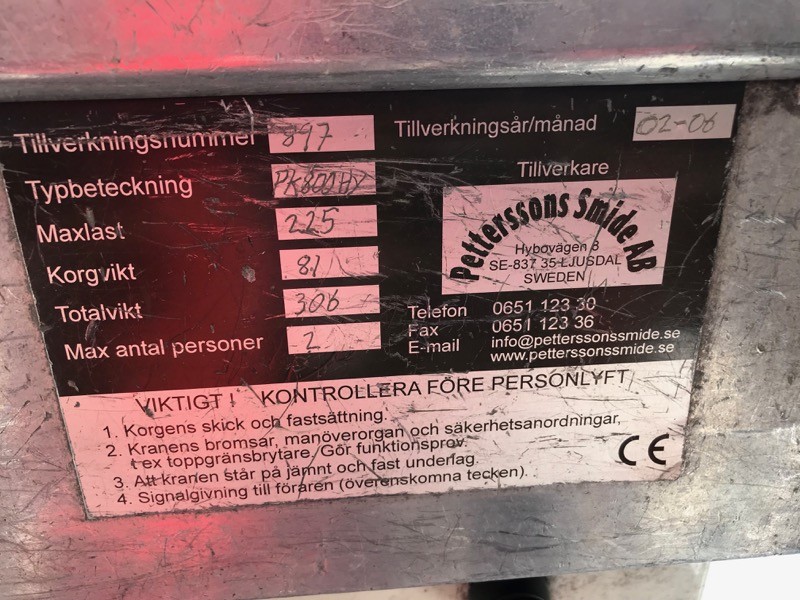 Tillverkningsnummer 897
Tillverkningsår/månad 02-06
Typbeteckning PK800HY
Maxlast 225
Korgvikt 81
Totalvikt 306
Max antal personer 2
Tillverkare
Petterssons Smide AB
Hybovägen 3
SE-837 35 LJUSDAL
SWEDEN
Telefon 0651 123 30
Fax 0651 123 36
E-mail info@petterssonssmide.se
www.petterssonssmide.se
VIKTIGT! KONTROLLERA FÖRE PERSONLYFT
1. Korgens skick och fastsättning.
2. Kranens bromsar, manöverorgan och säkerhetsanordningar,
t ex toppgränsbrytare. Gör funktionsprov.
3. Att kranen står på jämnt och fast underlag.
4. Signalgivning till föraren (överenskomna tecken).
CE